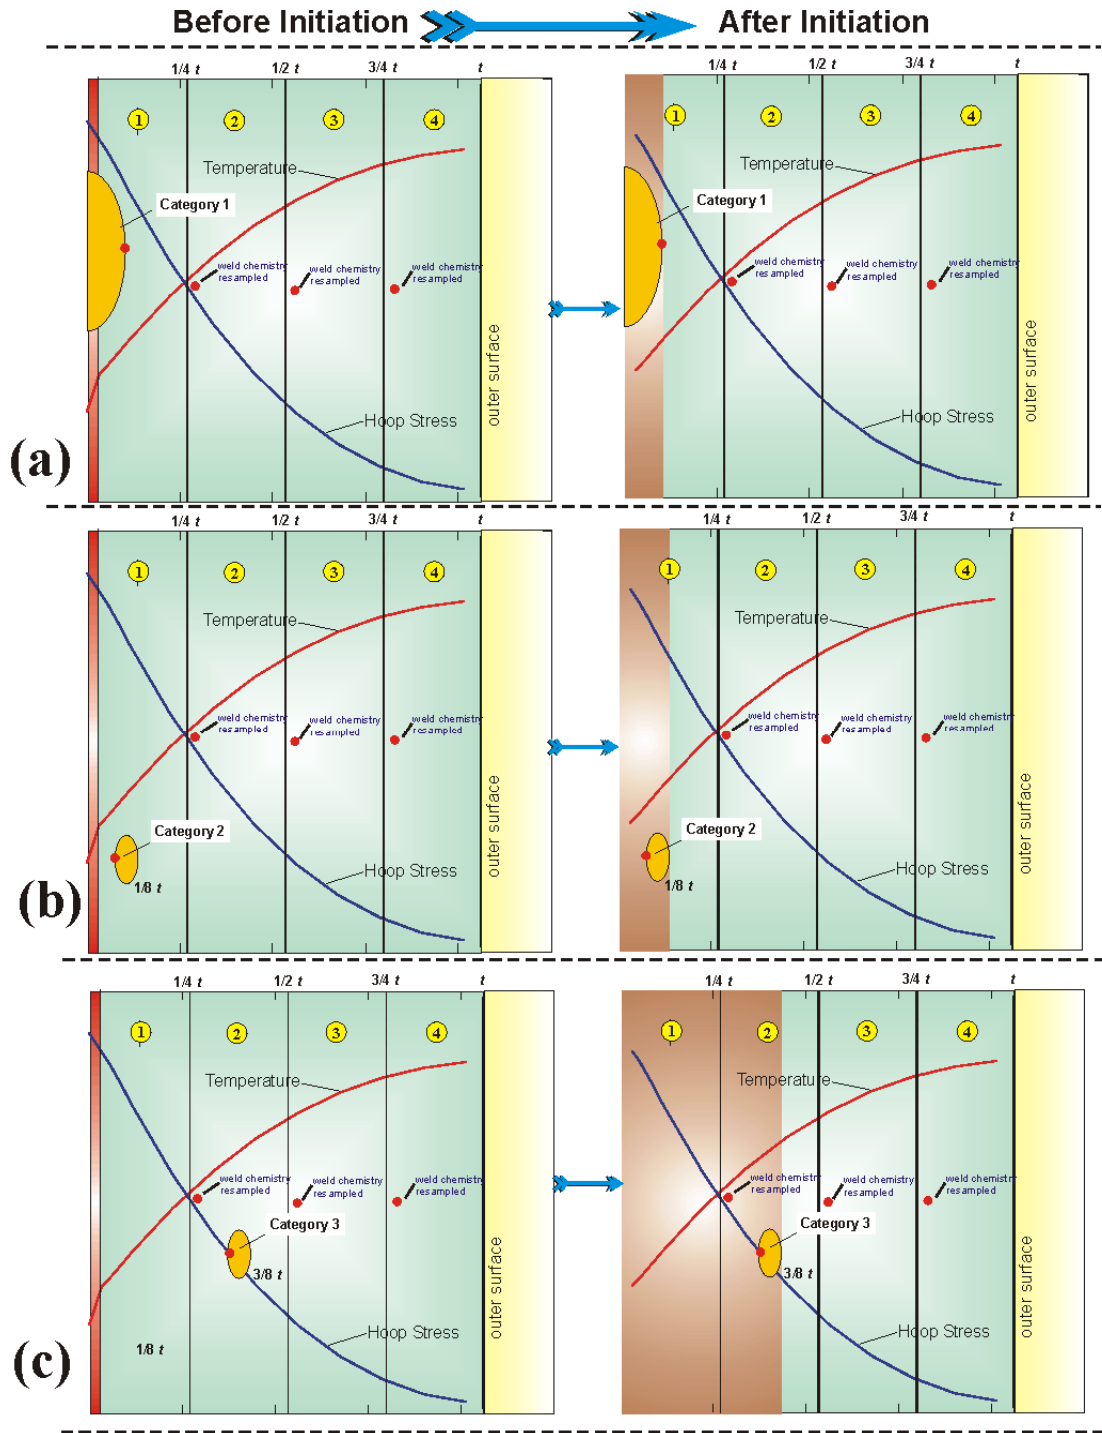 Before Initiation After Initiation
1/4 t 1/2 t 3/4 t t 1/4 t 1/2 t 3/4 t t
1 2 3 4 1 2 3 4
Temperature Temperature
Category 1 Category 1
weld chemistry resampled weld chemistry resampled weld chemistry resampled weld chemistry resampled weld chemistry resampled weld chemistry resampled
outer surface outer surface
Hoop Stress Hoop Stress
(a)
1/4 t 1/2 t 3/4 t t 1/4 t 1/2 t 3/4 t t
1 2 3 4 1 2 3 4
Temperature Temperature
weld chemistry resampled weld chemistry resampled weld chemistry resampled weld chemistry resampled weld chemistry resampled weld chemistry resampled
outer surface outer surface
Category 2 Category 2
Hoop Stress Hoop Stress
1/8 t 1/8 t
(b)
1/4 t 1/2 t 3/4 t t 1/4 t 1/2 t 3/4 t t
1 2 3 4 1 2 3 4
Temperature Temperature
weld chemistry resampled weld chemistry resampled weld chemistry resampled weld chemistry resampled weld chemistry resampled weld chemistry resampled
Category 3 Category 3
outer surface outer surface
3/8 t 3/8 t
Hoop Stress Hoop Stress
1/8 t
(c)